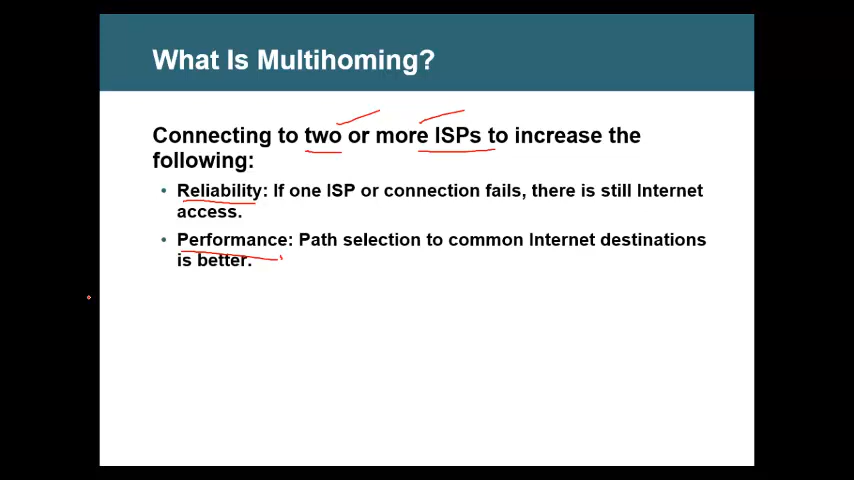 What Is Multihoming?
Connecting to two or more ISPs to increase the
following:
• Reliability: If one ISP or connection fails, there is still Internet
access.
• Performance: Path selection to common Internet destinations
is better.